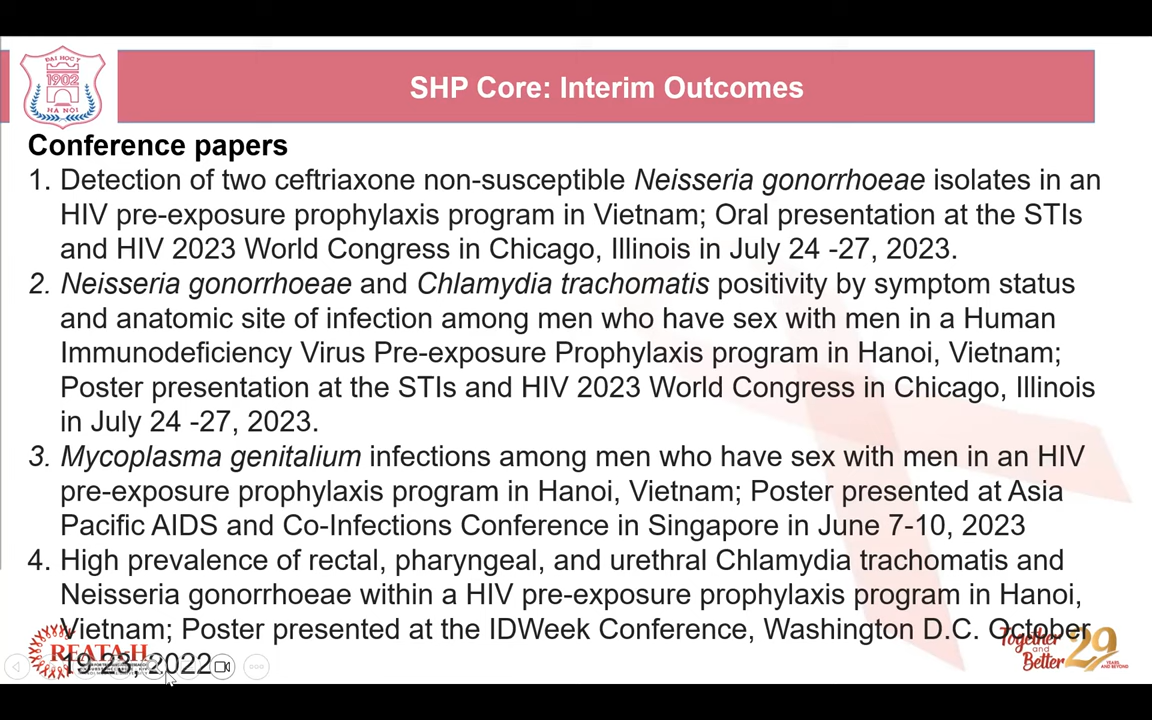 ĐẠI HỌC Y
1902
HÀ NỘI
SHP Core: Interim Outcomes
Conference papers
1. Detection of two ceftriaxone non-susceptible Neisseria gonorrhoeae isolates in an
HIV pre-exposure prophylaxis program in Vietnam; Oral presentation at the STIs
and HIV 2023 World Congress in Chicago, Illinois in July 24 -27, 2023.
2. Neisseria gonorrhoeae and Chlamydia trachomatis positivity by symptom status
and anatomic site of infection among men who have sex with men in a Human
Immunodeficiency Virus Pre-exposure Prophylaxis program in Hanoi, Vietnam;
Poster presentation at the STIs and HIV 2023 World Congress in Chicago, Illinois
in July 24 -27, 2023.
3. Mycoplasma genitalium infections among men who have sex with men in an HIV
pre-exposure prophylaxis program in Hanoi, Vietnam; Poster presented at Asia
Pacific AIDS and Co-Infections Conference in Singapore in June 7-10, 2023
4. High prevalence of rectal, pharyngeal, and urethral Chlamydia trachomatis and
Neisseria gonorrhoeae within a HIV pre-exposure prophylaxis program in Hanoi,
Vietnam; Poster presented at the IDWeek Conference, Washington D.C. October
19-23, 2022
REATA-H
Together
and
Better
29
YEARS
AND BEYOND